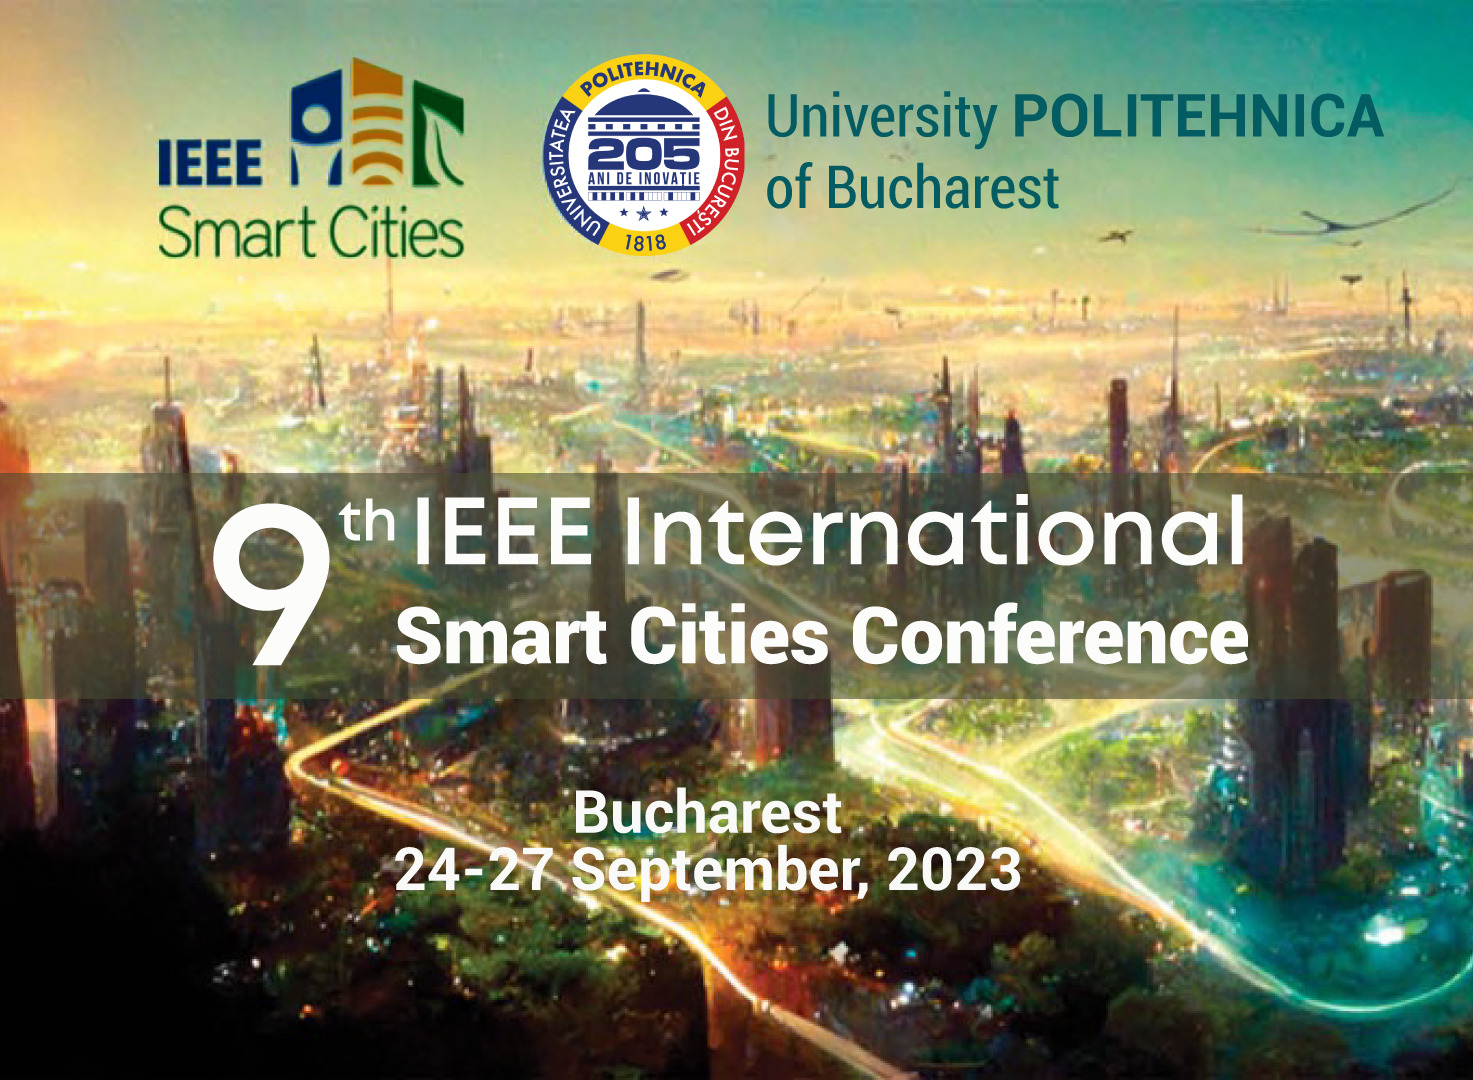 IEEE
Smart Cities
UNIVERSITATEA POLITEHNICA DIN BUCUREȘTI
205
ANI DE INOVAȚIE
1818
University POLITEHNICA
of Bucharest
9th IEEE International
Smart Cities Conference
Bucharest
24-27 September, 2023